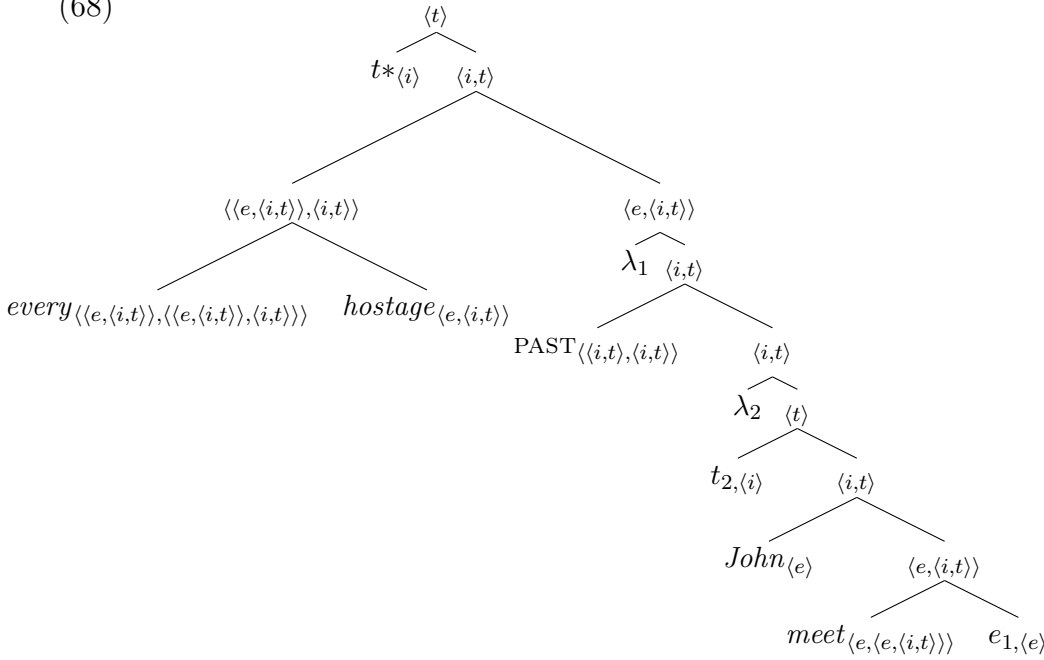 (68)
⟨t⟩
t*⟨i⟩ ⟨i,t⟩
⟨⟨e,⟨i,t⟩⟩,⟨i,t⟩⟩ ⟨e,⟨i,t⟩⟩
every⟨⟨e,⟨i,t⟩⟩,⟨⟨e,⟨i,t⟩⟩,⟨i,t⟩⟩⟩ hostage⟨e,⟨i,t⟩⟩ λ₁ ⟨i,t⟩
PAST⟨⟨i,t⟩,⟨i,t⟩⟩ ⟨i,t⟩
λ₂ ⟨t⟩
t₂,⟨i⟩ ⟨i,t⟩
John⟨e⟩ ⟨e,⟨i,t⟩⟩
meet⟨e,⟨e,⟨i,t⟩⟩⟩ e₁,⟨e⟩